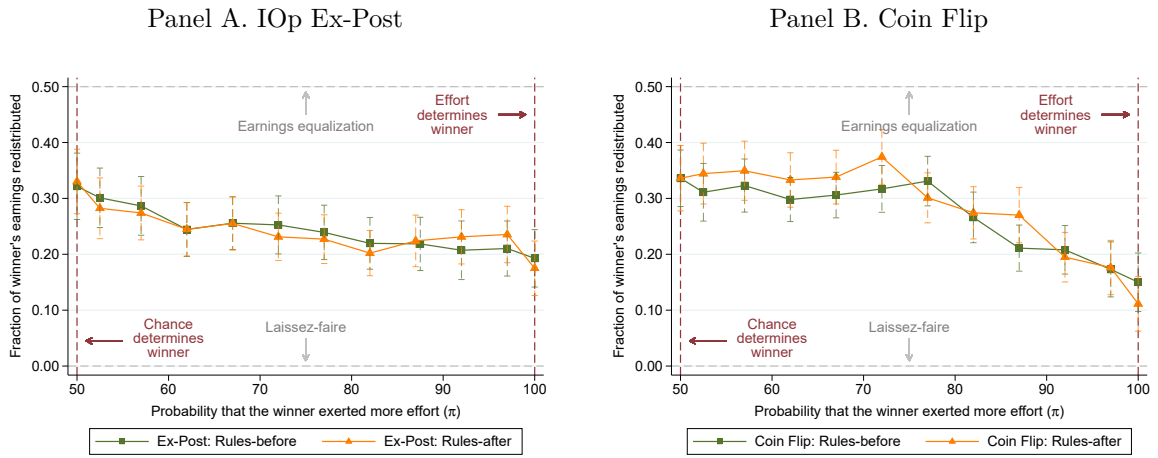 Panel A. IOp Ex-Post
Fraction of winner's earnings redistributed
0.50
0.40
0.30
0.20
0.10
0.00
Earnings equalization
Effort
determines
winner
Chance
determines
winner
Laissez-faire
50
60
70
80
90
100
Probability that the winner exerted more effort (π)
Ex-Post: Rules-before
Ex-Post: Rules-after
Panel B. Coin Flip
Fraction of winner's earnings redistributed
0.50
0.40
0.30
0.20
0.10
0.00
Earnings equalization
Effort
determines
winner
Chance
determines
winner
Laissez-faire
50
60
70
80
90
100
Probability that the winner exerted more effort (π)
Coin Flip: Rules-before
Coin Flip: Rules-after